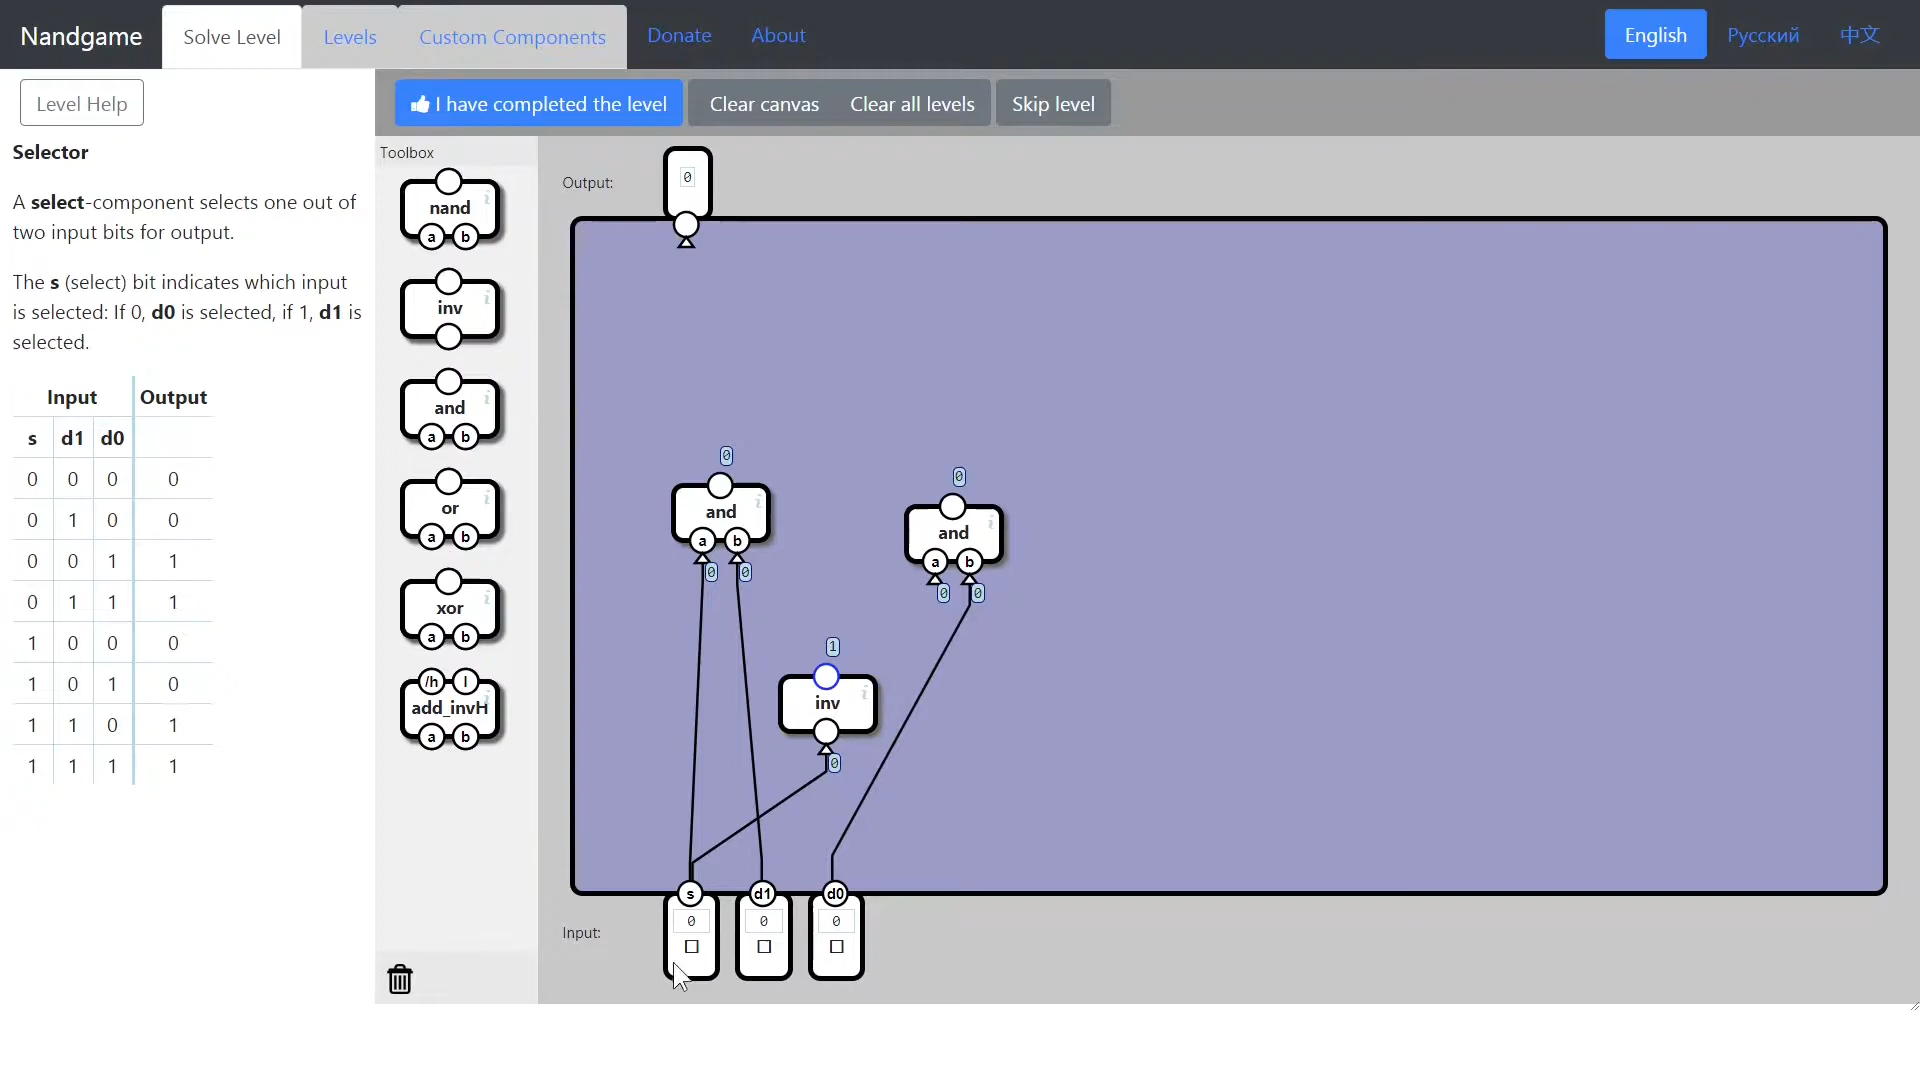 Nandgame
Solve Level
Levels
Custom Components
Donate
About
English
Русский
中文
Level Help
I have completed the level
Clear canvas
Clear all levels
Skip level
Selector
A select-component selects one out of
two input bits for output.
The s (select) bit indicates which input
is selected: If 0, d0 is selected, if 1, d1 is
selected.
Input Output
s d1 d0
0 0 0 0
0 1 0 0
0 0 1 1
0 1 1 1
1 0 0 0
1 0 1 0
1 1 0 1
1 1 1 1
Toolbox
nand
a b
inv
and
a b
or
a b
xor
a b
/h l
add_invH
a b
Output:
0
0
and
a b
0 0
0
and
a b
0 0
1
inv
0
s d1 d0
Input:
0 0 0